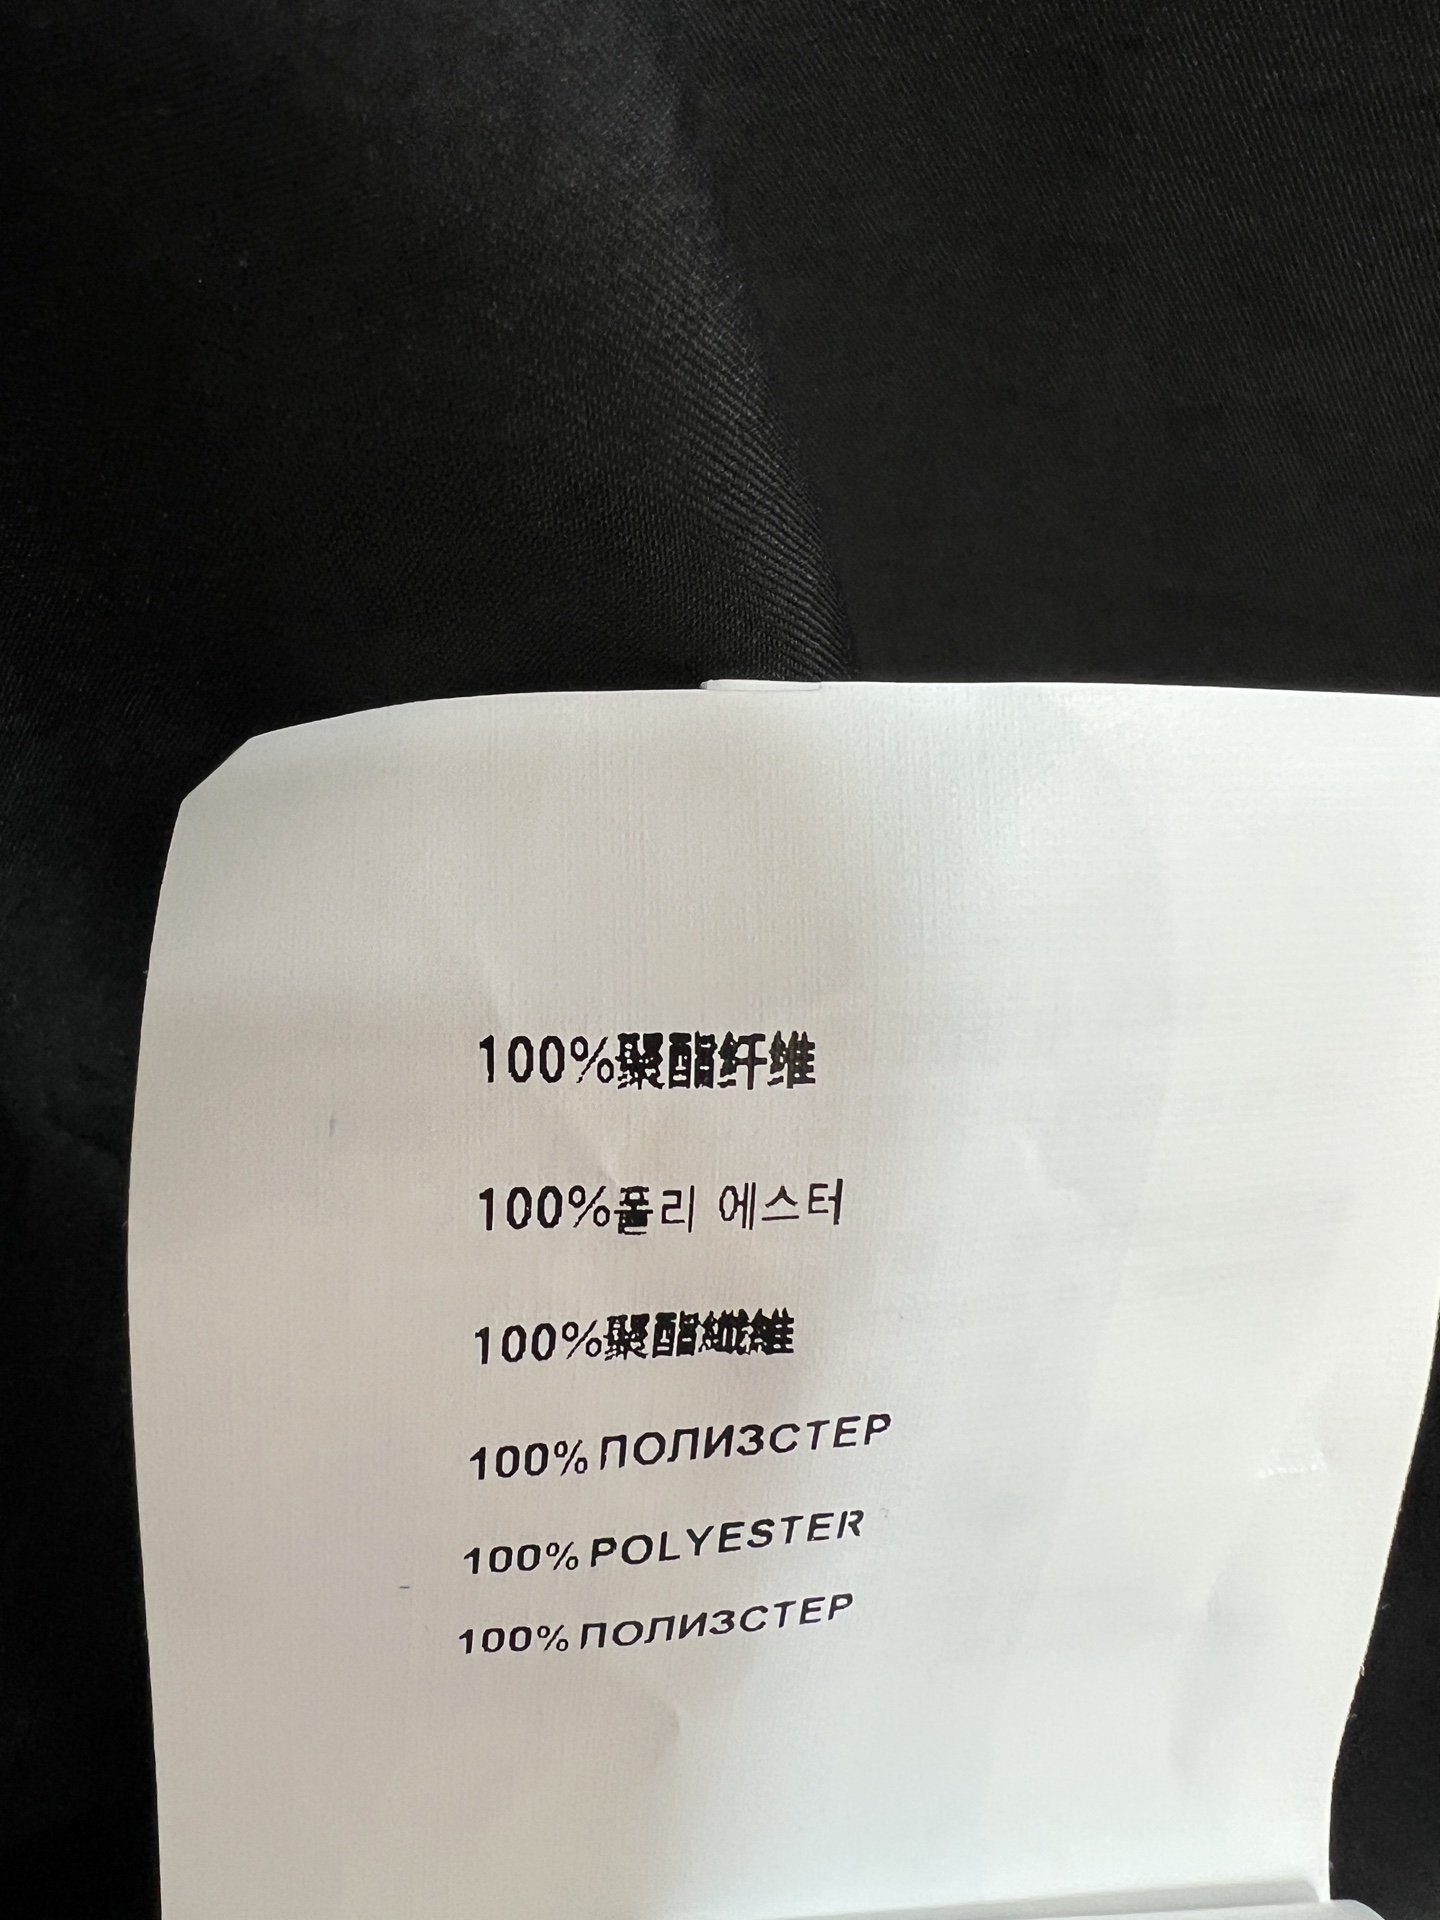 100%聚酯纤维
100%폴리 에스터
100%聚酯纖維
100% ПОЛИЗСТЕР
100% POLYESTER
100% ПОЛИЗСТЕР